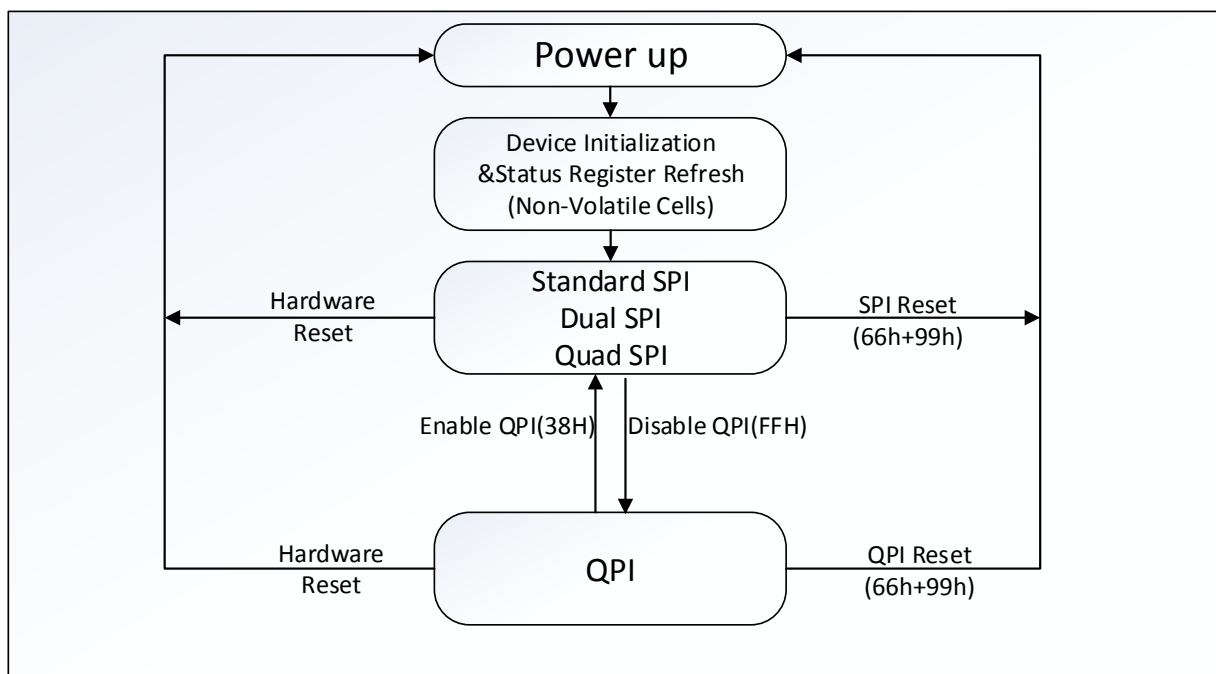 Power up
Device Initialization
&Status Register Refresh
(Non-Volatile Cells)
Hardware
Reset
Standard SPI
Dual SPI
Quad SPI
SPI Reset
(66h+99h)
Enable QPI(38H)
Disable QPI(FFH)
Hardware
Reset
QPI
QPI Reset
(66h+99h)